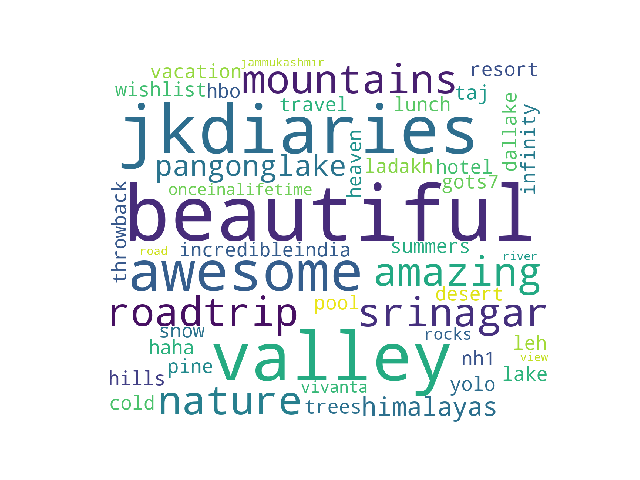 jammukashmir
vacation mountains resort
wishlist hbo travel lunch taj
jkdiaries
dallake
infinity
pangonglake heaven ladakh hotel
onceinalifetime gots7
beautiful
throwback
road incredibleindia summers river
awesome amazing
roadtrip pool desert srinagar
snow rocks leh
haha valley nh1 view
pine
hills vivanta yolo lake
cold nature trees himalayas